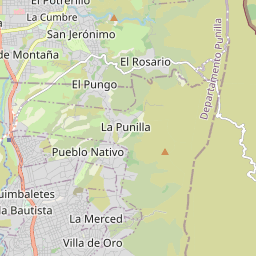 El Potrerillo
La Cumbre
San Jerónimo
de Montaña
El Rosario
Departamento Punilla
El Pungo
La Punilla
Pueblo Nativo
uimbaletes
la Bautista
La Merced
Villa de Oro